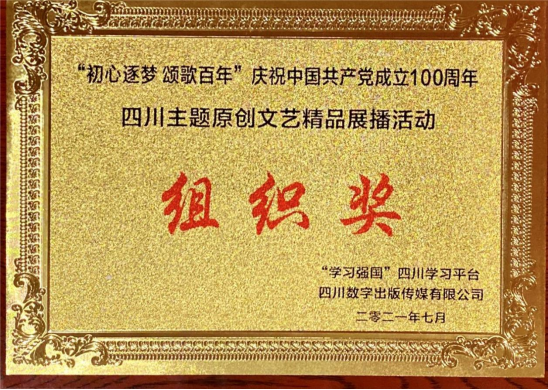 “初心逐梦 颂歌百年”庆祝中国共产党成立100周年
四川主题原创文艺精品展播活动
组织奖
“学习强国”四川学习平台
四川数字出版传媒有限公司
二零二一年七月